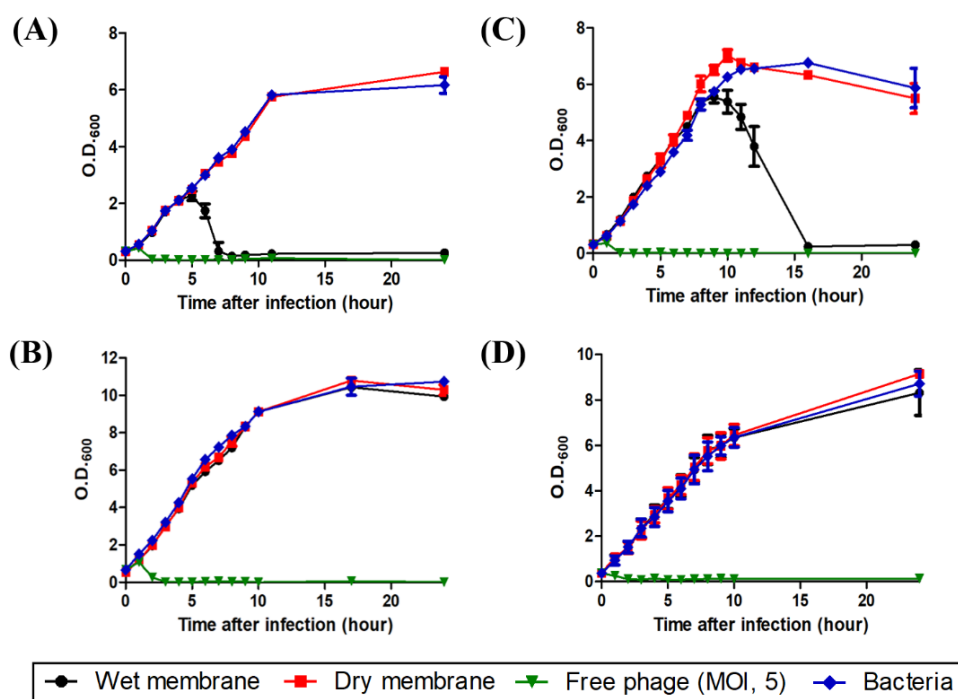 (A)
8
6
4
2
0
0 5 10 15 20
O.D.600
Time after infection (hour)
(C)
8
6
4
2
0
0 5 10 15 20
O.D.600
Time after infection (hour)
(B)
12
10
8
6
4
2
0
0 5 10 15 20
O.D.600
Time after infection (hour)
(D)
10
8
6
4
2
0
0 5 10 15 20
O.D.600
Time after infection (hour)
Wet membrane Dry membrane Free phage (MOI, 5) Bacteria